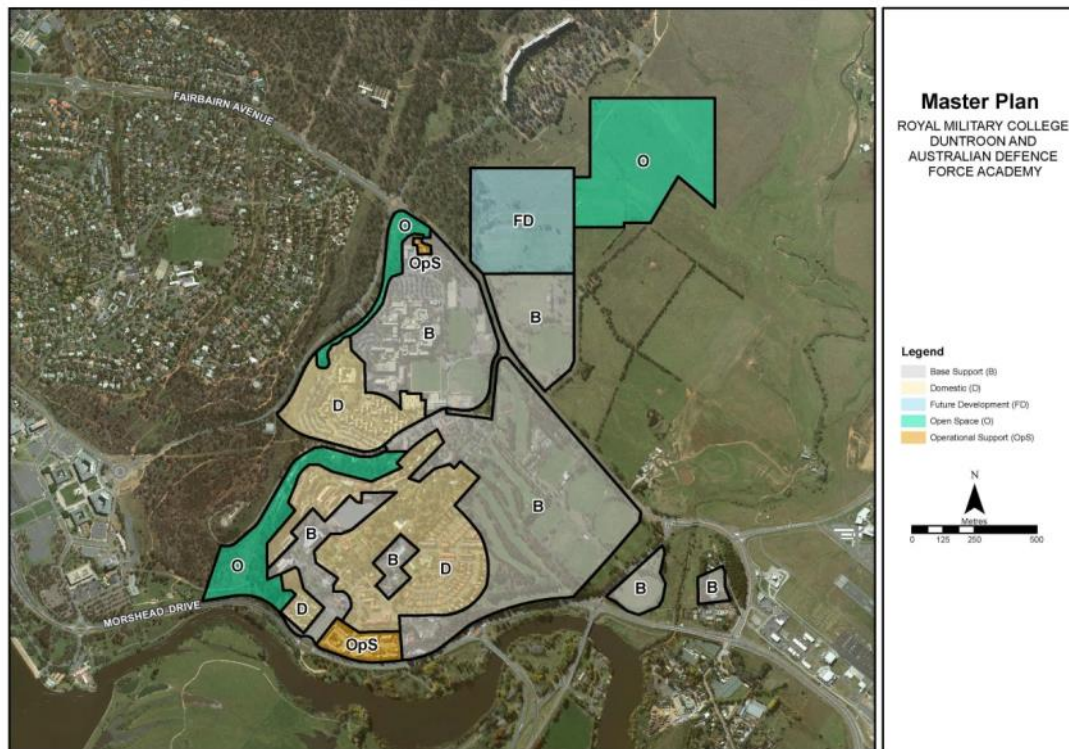 FAIRBAIRN AVENUE
O
FD
O
OpS
B
B
D
B
B
B
D
O
B
B
D
MORSHEAD DRIVE
OpS
Master Plan
ROYAL MILITARY COLLEGE
DUNTROON AND
AUSTRALIAN DEFENCE
FORCE ACADEMY
Legend
Base Support (B)
Domestic (D)
Future Development (FD)
Open Space (O)
Operational Support (OpS)
N
Metres
0 125 250 500